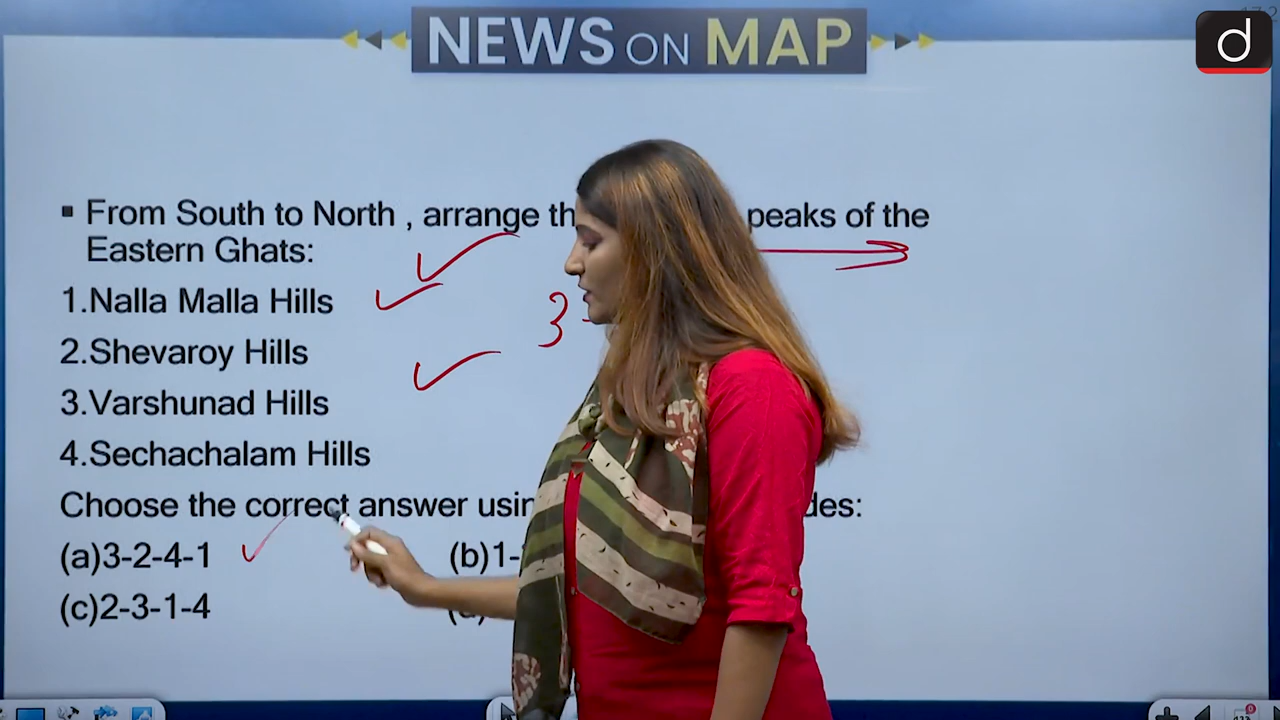 NEWS ON MAP
d
▪ From South to North , arrange th peaks of the
Eastern Ghats:
1.Nalla Malla Hills
3
2.Shevaroy Hills
3.Varshunad Hills
4.Sechachalam Hills
Choose the correct answer usin des:
(a)3-2-4-1 (b)1-
(c)2-3-1-4